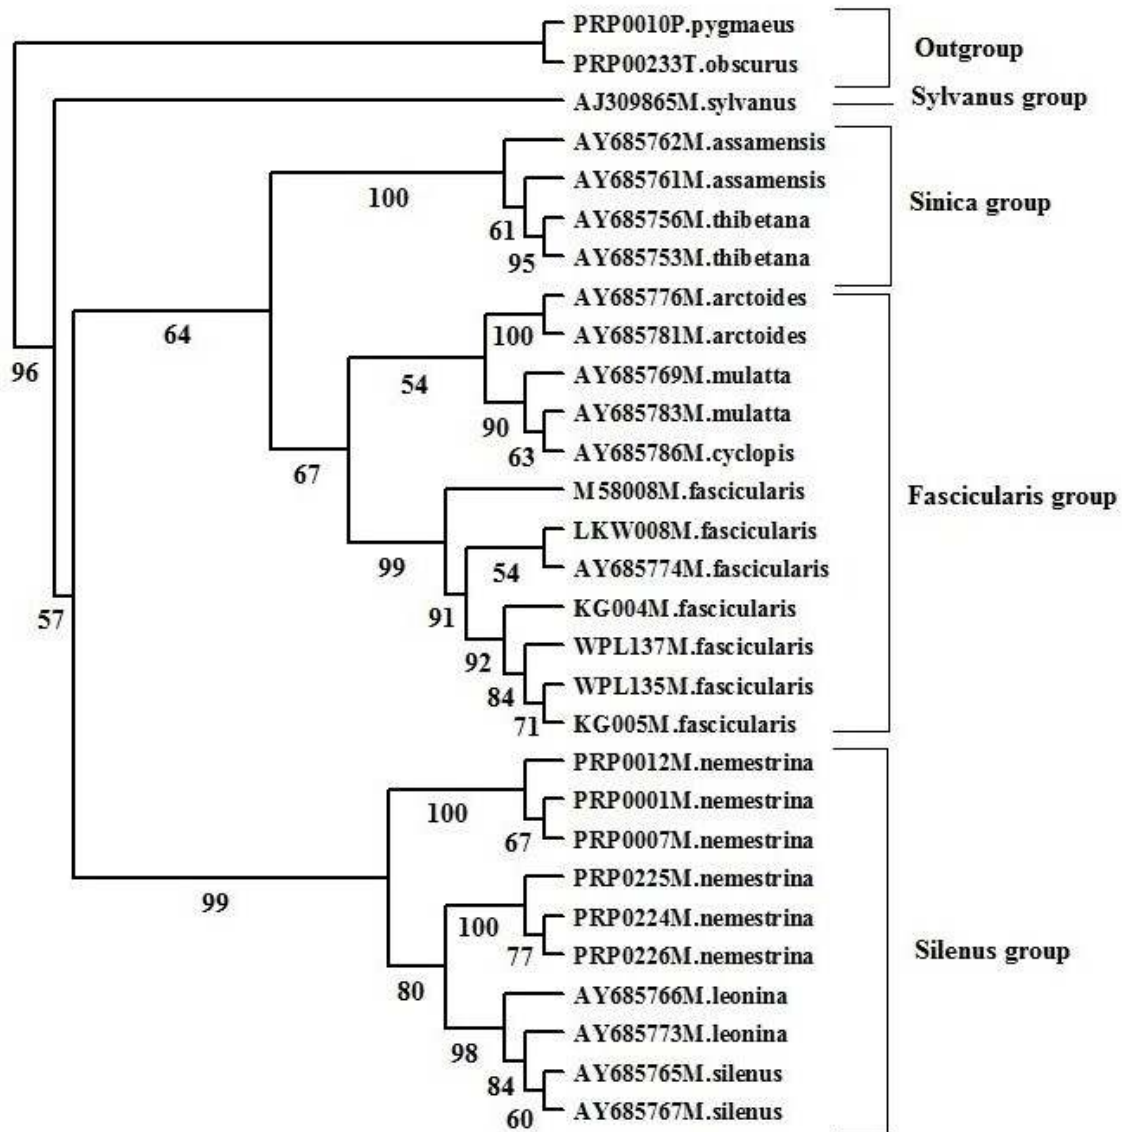 PRP0010P.pygmaeus
PRP00233T.obscurus
Outgroup
AJ309865M.sylvanus
Sylvanus group
AY685762M.assamensis
AY685761M.assamensis
AY685756M.thibetana
AY685753M.thibetana
Sinica group
100
61
95
AY685776M.arctoides
AY685781M.arctoides
AY685769M.mulatta
AY685783M.mulatta
AY685786M.cyclopis
M58008M.fascicularis
LKW008M.fascicularis
AY685774M.fascicularis
KG004M.fascicularis
WPL137M.fascicularis
WPL135M.fascicularis
KG005M.fascicularis
Fascicularis group
64
100
96
54
90
63
67
99
54
91
57
92
84
71
PRP0012M.nemestrina
PRP0001M.nemestrina
PRP0007M.nemestrina
PRP0225M.nemestrina
PRP0224M.nemestrina
PRP0226M.nemestrina
AY685766M.leonina
AY685773M.leonina
AY685765M.silenus
AY685767M.silenus
Silenus group
100
67
99
100
77
80
98
84
60